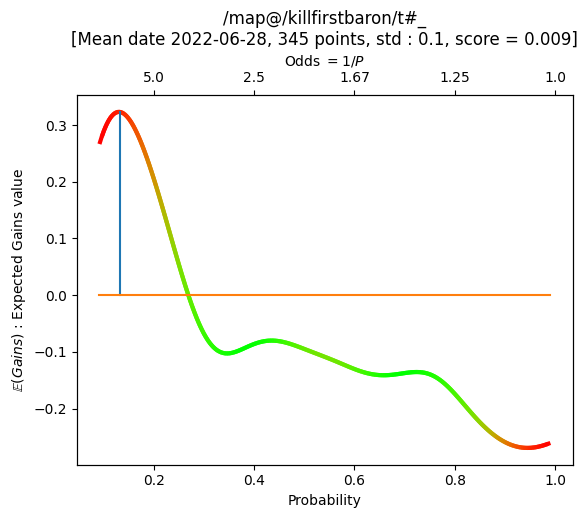 /map@/killfirstbaron/t#_
[Mean date 2022-06-28, 345 points, std : 0.1, score = 0.009]
Odds = 1/P
5.0 2.5 1.67 1.25 1.0
𝔼(Gains) : Expected Gains value
0.3
0.2
0.1
0.0
−0.1
−0.2
0.2 0.4 0.6 0.8 1.0
Probability